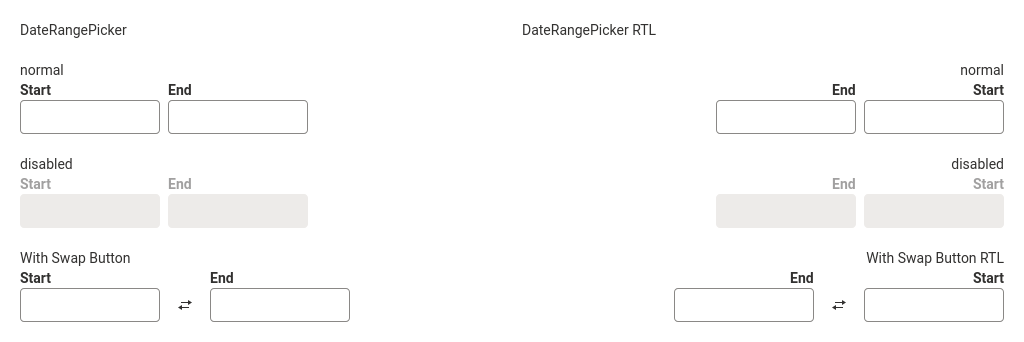 DateRangePicker
normal
Start End
disabled
Start End
With Swap Button
Start End
DateRangePicker RTL
normal
End Start
disabled
End Start
With Swap Button RTL
End Start